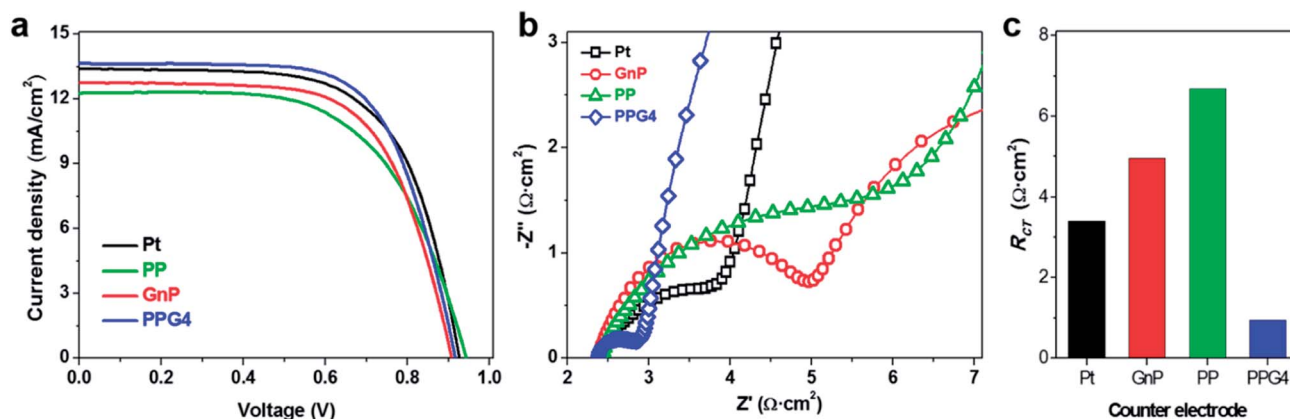 a
Current density (mA/cm²)
15
12
9
6
3
0
Pt
PP
GnP
PPG4
0.0
0.2
0.4
0.6
0.8
1.0
Voltage (V)
b
-Z'' (Ω·cm²)
3
2
1
0
Pt
GnP
PP
PPG4
2
3
4
5
6
7
Z' (Ω·cm²)
c
R_CT (Ω·cm²)
8
6
4
2
0
Pt
GnP
PP
PPG4
Counter electrode